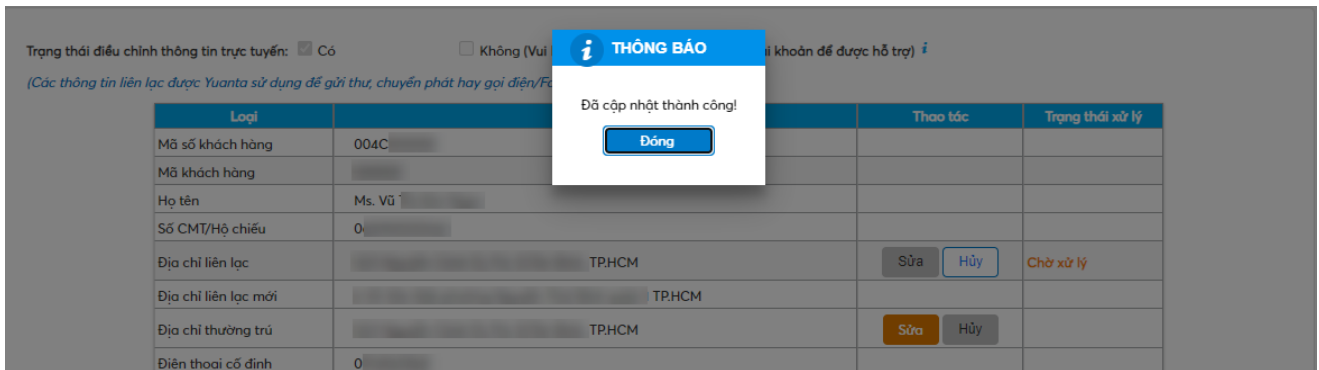 Trạng thái điều chỉnh thông tin trực tuyến: Có Không (Vui i khoản để được hỗ trợ) i
(Các thông tin liên lạc được Yuanta sử dụng để gửi thư, chuyển phát hay gọi điện/Fa
i THÔNG BÁO
Đã cập nhật thành công!
Đóng
Loại Thao tác Trạng thái xử lý
Mã số khách hàng 004C
Mã khách hàng
Họ tên Ms. Vũ
Số CMT/Hộ chiếu 0
Địa chỉ liên lạc TP.HCM Sửa Hủy Chờ xử lý
Địa chỉ liên lạc mới TP.HCM
Địa chỉ thường trú TP.HCM Sửa Hủy
Điện thoại cố định 0